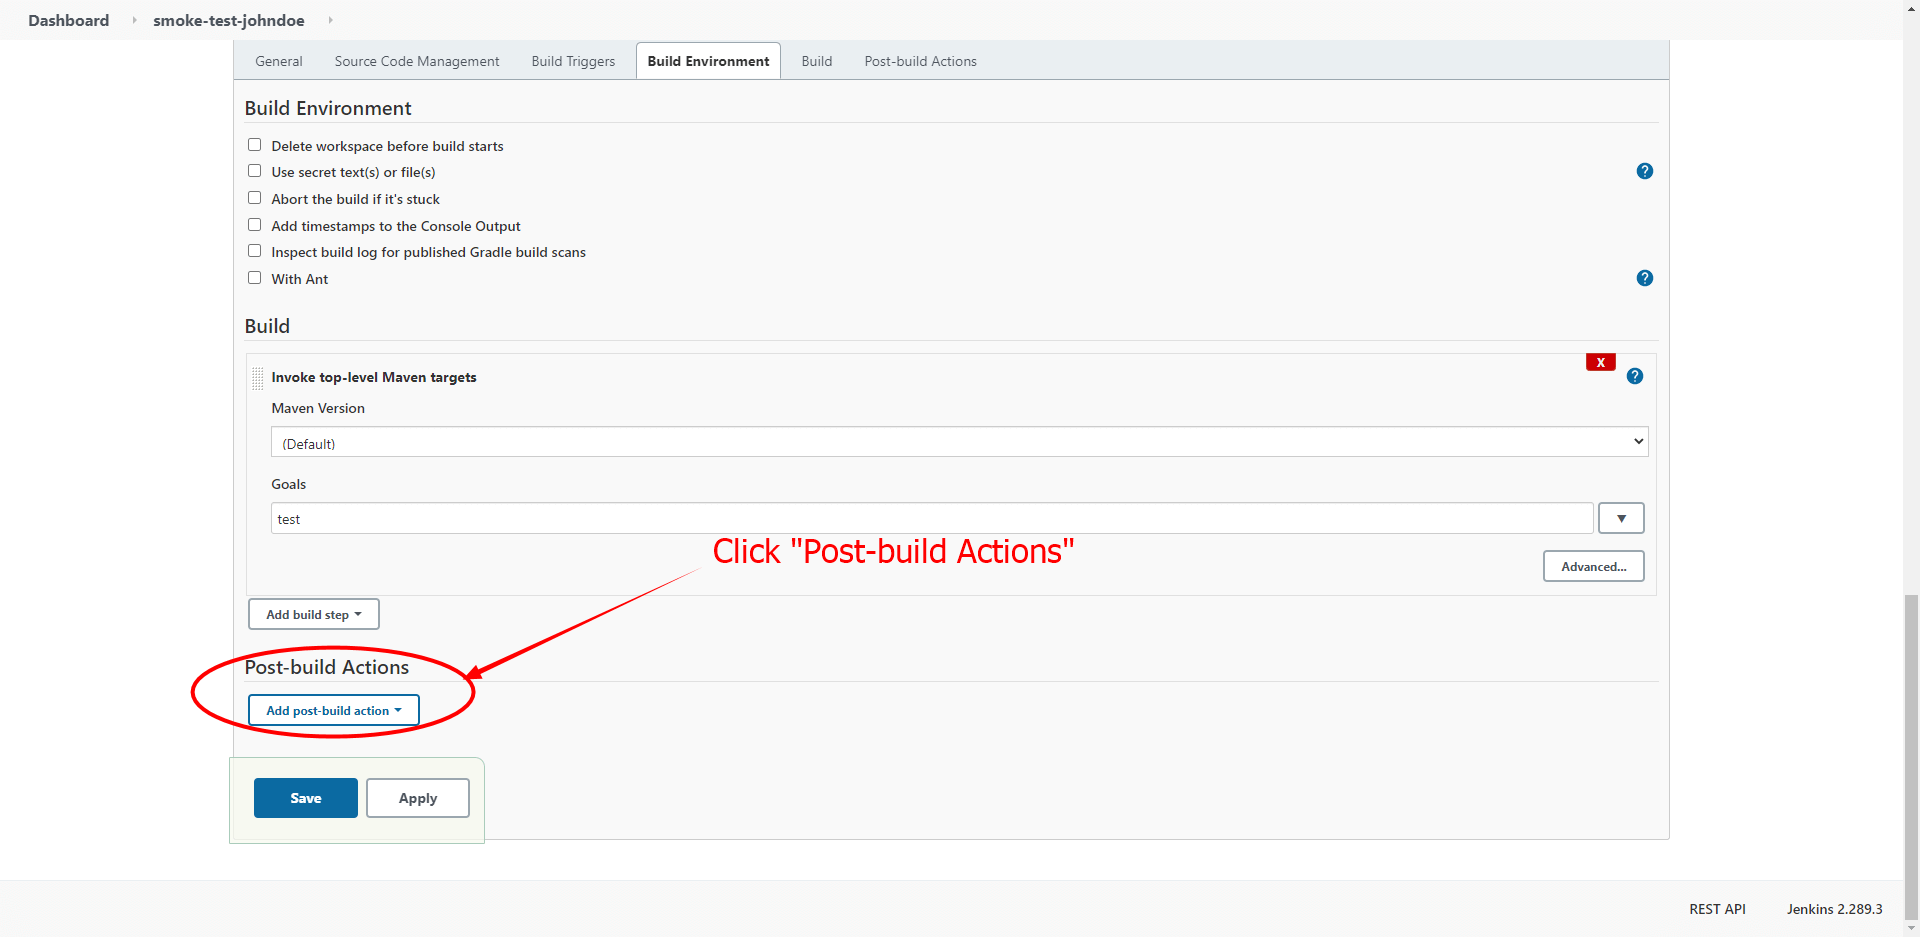 Dashboard smoke-test-johndoe
General Source Code Management Build Triggers Build Environment Build Post-build Actions
Build Environment
Delete workspace before build starts
Use secret text(s) or file(s) ?
Abort the build if it's stuck
Add timestamps to the Console Output
Inspect build log for published Gradle build scans
With Ant ?
Build
X
Invoke top-level Maven targets ?
Maven Version
(Default)
Goals
test
Click "Post-build Actions"
Advanced...
Add build step
Post-build Actions
Add post-build action
Save Apply
REST API Jenkins 2.289.3